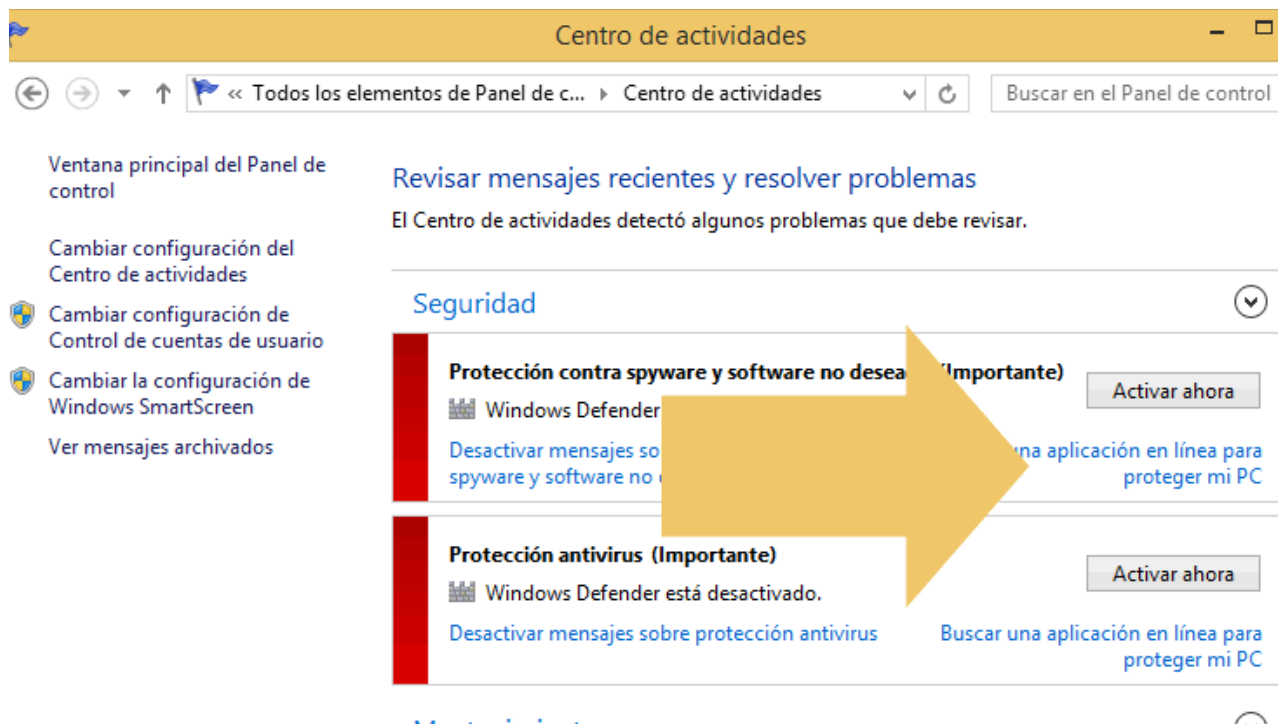 Centro de actividades
« Todos los elementos de Panel de c... Centro de actividades
Buscar en el Panel de control
Ventana principal del Panel de
control
Cambiar configuración del
Centro de actividades
Cambiar configuración de
Control de cuentas de usuario
Cambiar la configuración de
Windows SmartScreen
Ver mensajes archivados
Revisar mensajes recientes y resolver problemas
El Centro de actividades detectó algunos problemas que debe revisar.
Seguridad
Protección contra spyware y software no (Importante)
Activar ahora
Windows Defender
Desactivar mensajes
spyware y software no
aplicación en línea para
proteger mi PC
Protección antivirus (Importante)
Activar ahora
Windows Defender está desactivado.
Desactivar mensajes sobre protección antivirus
Buscar una aplicación en línea para
proteger mi PC